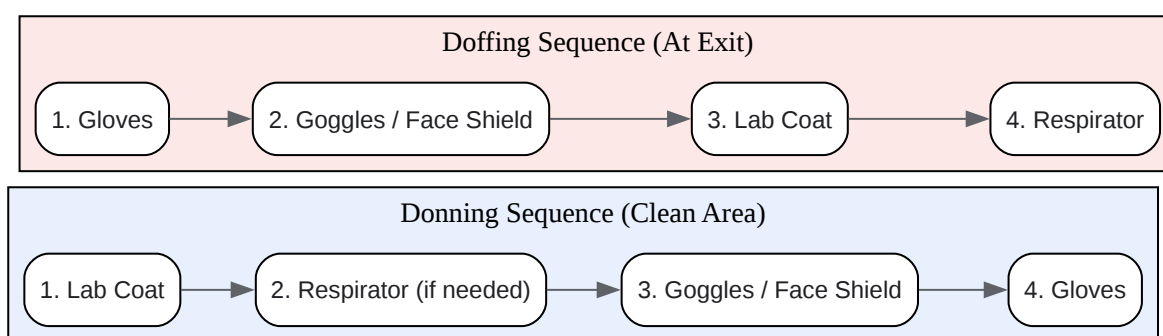 Doffing Sequence (At Exit)
1. Gloves
2. Goggles / Face Shield
3. Lab Coat
4. Respirator
Donning Sequence (Clean Area)
1. Lab Coat
2. Respirator (if needed)
3. Goggles / Face Shield
4. Gloves